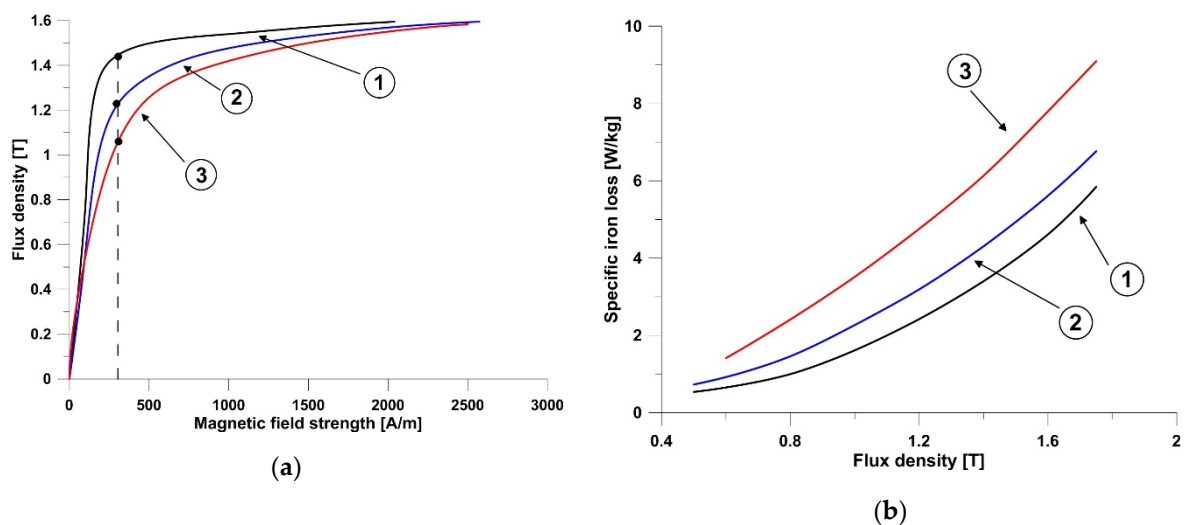 1.6
1.4
1.2
1
0.8
0.6
0.4
0.2
0
Flux density [T]
0 500 1000 1500 2000 2500 3000
Magnetic field strength [A/m]
1
2
3
(a)
10
8
6
4
2
0
Specific iron loss [W/kg]
0.4 0.8 1.2 1.6 2
Flux density [T]
3
1
2
(b)